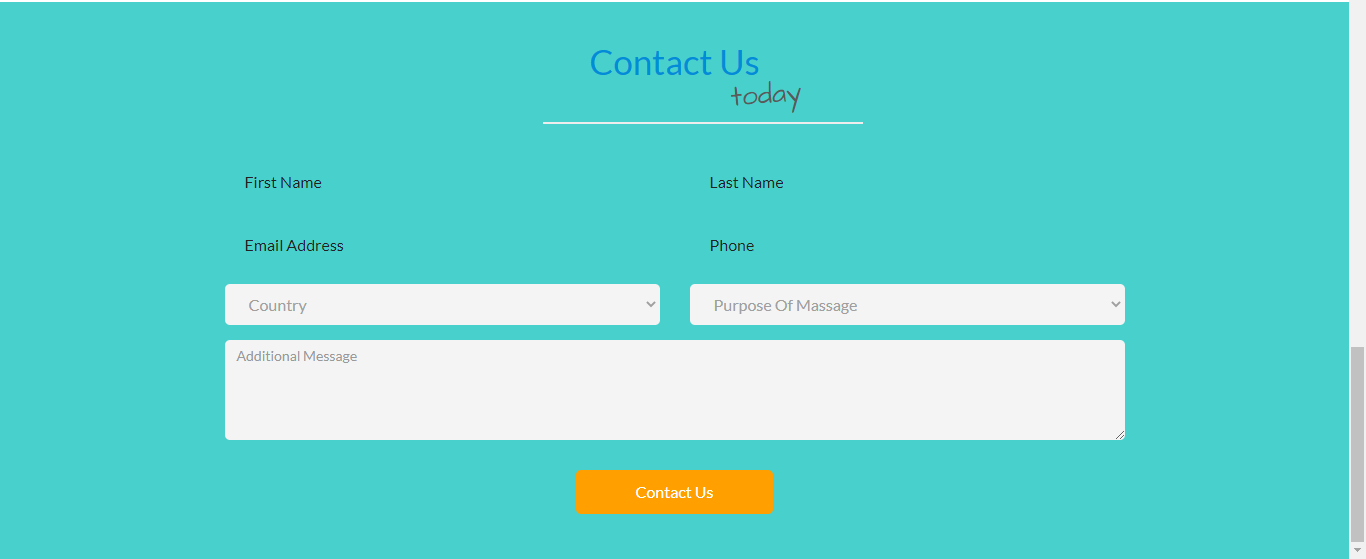 Contact Us
today
First Name
Last Name
Email Address
Phone
Country
Purpose Of Massage
Additional Message
Contact Us